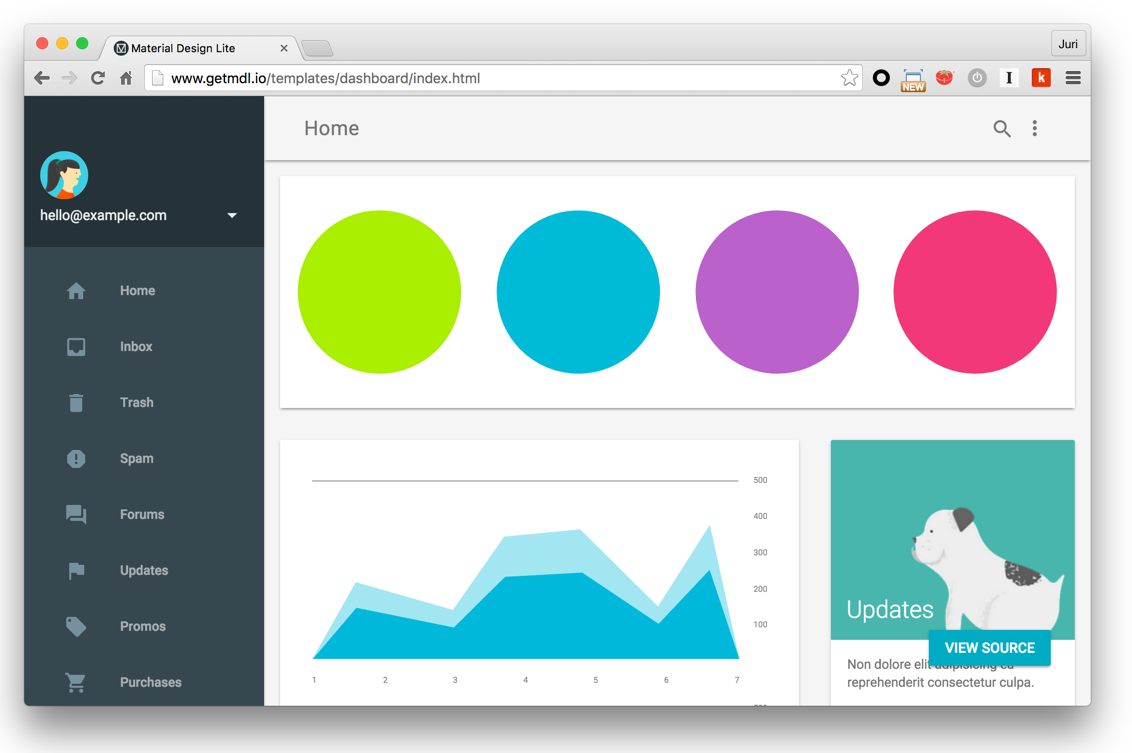 Material Design Lite
Juri
www.getmdl.io/templates/dashboard/index.html
NEW
I
k
Home
hello@example.com
Home
Inbox
Trash
Spam
Forums
Updates
Promos
Purchases
500
400
300
200
100
1 2 3 4 5 6 7
Updates
VIEW SOURCE
Non dolore elit adipisicing ea
reprehenderit consectetur culpa.